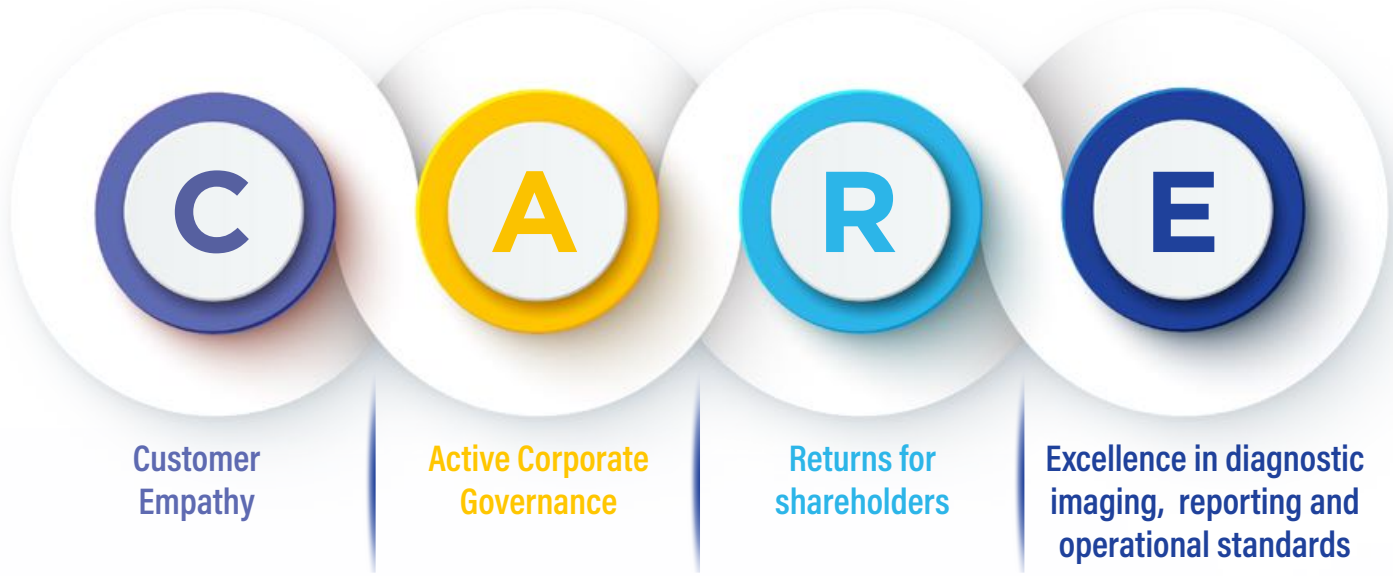 C
A
R
E
Customer
Empathy
Active Corporate
Governance
Returns for
shareholders
Excellence in diagnostic
imaging, reporting and
operational standards